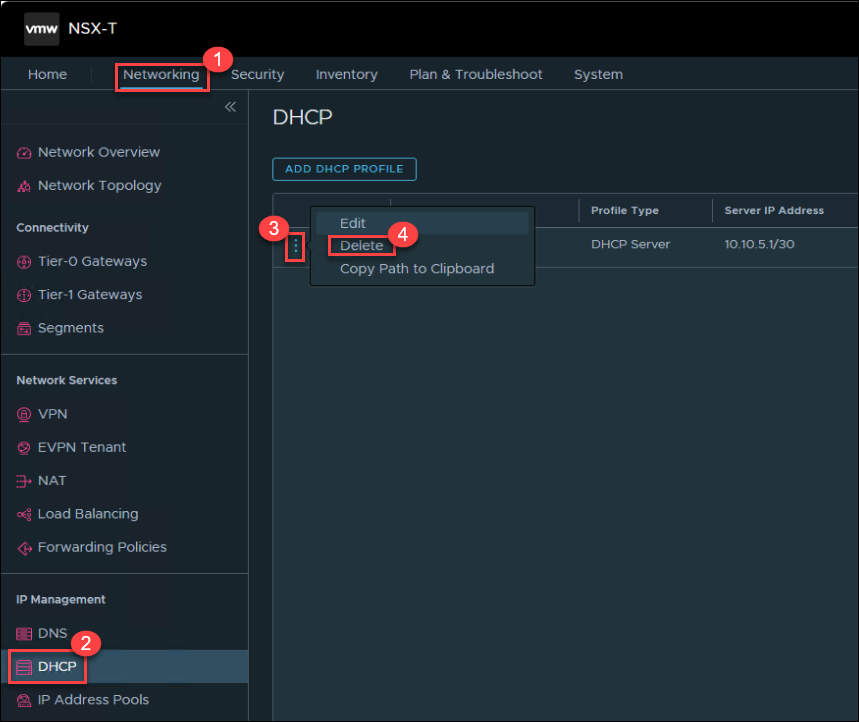 vmw NSX-T
1
Home Networking Security Inventory Plan & Troubleshoot System
«
DHCP
Network Overview
ADD DHCP PROFILE
Network Topology
Connectivity
Tier-0 Gateways
Tier-1 Gateways
Segments
Profile Type Server IP Address
3 Edit 4
Delete DHCP Server 10.10.5.1/30
Copy Path to Clipboard
Network Services
VPN
EVPN Tenant
NAT
Load Balancing
Forwarding Policies
IP Management
DNS
2
DHCP
IP Address Pools